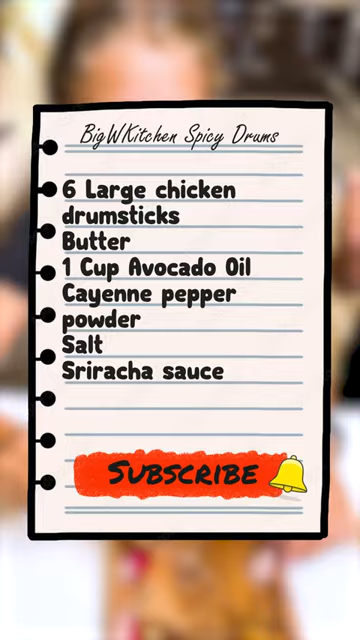 BigWKitchen Spicy Drums
6 Large chicken
drumsticks
Butter
1 Cup Avocado Oil
Cayenne pepper
powder
Salt
Sriracha sauce
SUBSCRIBE